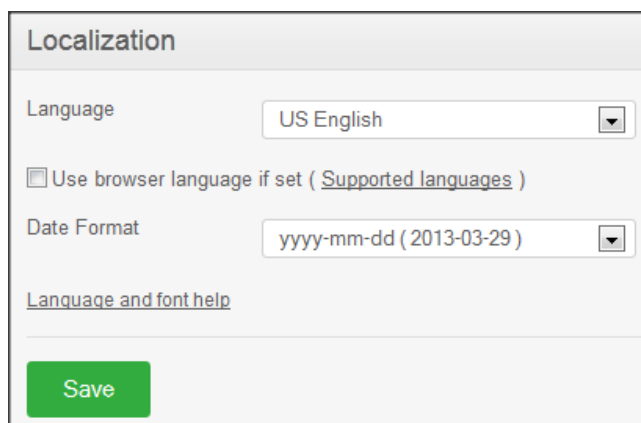 Localization
Language
US English
Use browser language if set ( Supported languages )
Date Format
yyyy-mm-dd ( 2013-03-29 )
Language and font help
Save